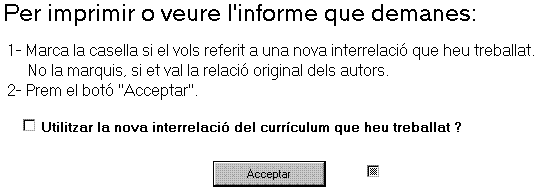 Per imprimir o veure l'informe que demanes:
1- Marca la casella si el vols referit a una nova interrelació que heu treballat.
No la marquis, si et val la relació original dels autors.
2- Prem el botó "Acceptar".
Utilitzar la nova interrelació del currículum que heu treballat ?
Acceptar